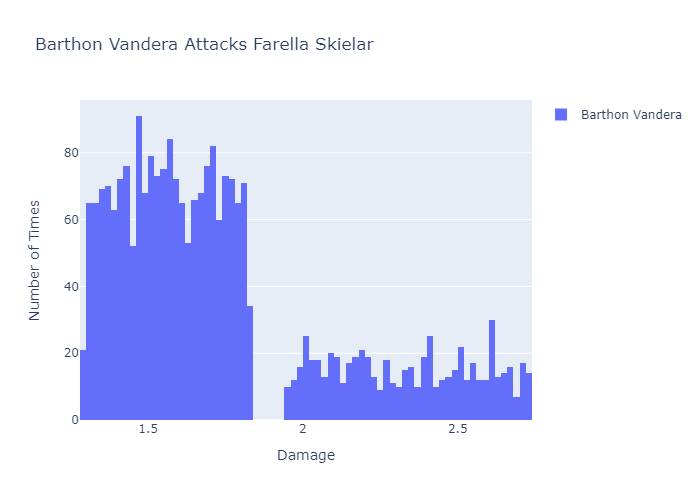 Barthon Vandera Attacks Farella Skielar
Barthon Vandera
Number of Times
80
60
40
20
0
1.5
2
2.5
Damage